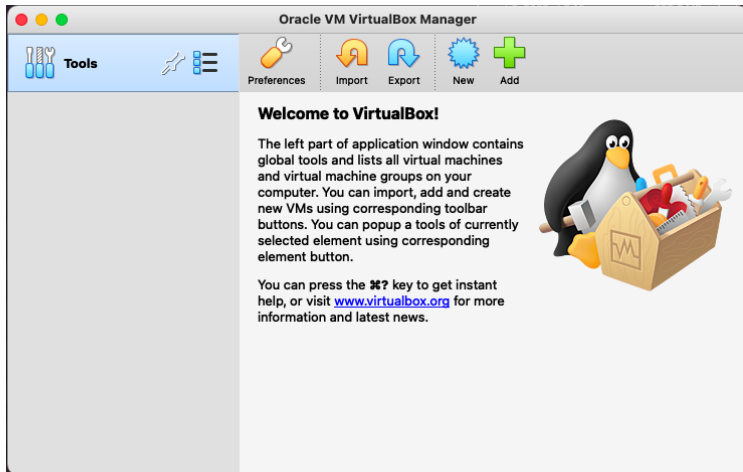 Oracle VM VirtualBox Manager
Tools
Preferences
Import
Export
New
Add
Welcome to VirtualBox!
The left part of application window contains
global tools and lists all virtual machines
and virtual machine groups on your
computer. You can import, add and create
new VMs using corresponding toolbar
buttons. You can popup a tools of currently
selected element using corresponding
element button.
You can press the ⌘? key to get instant
help, or visit www.virtualbox.org for more
information and latest news.